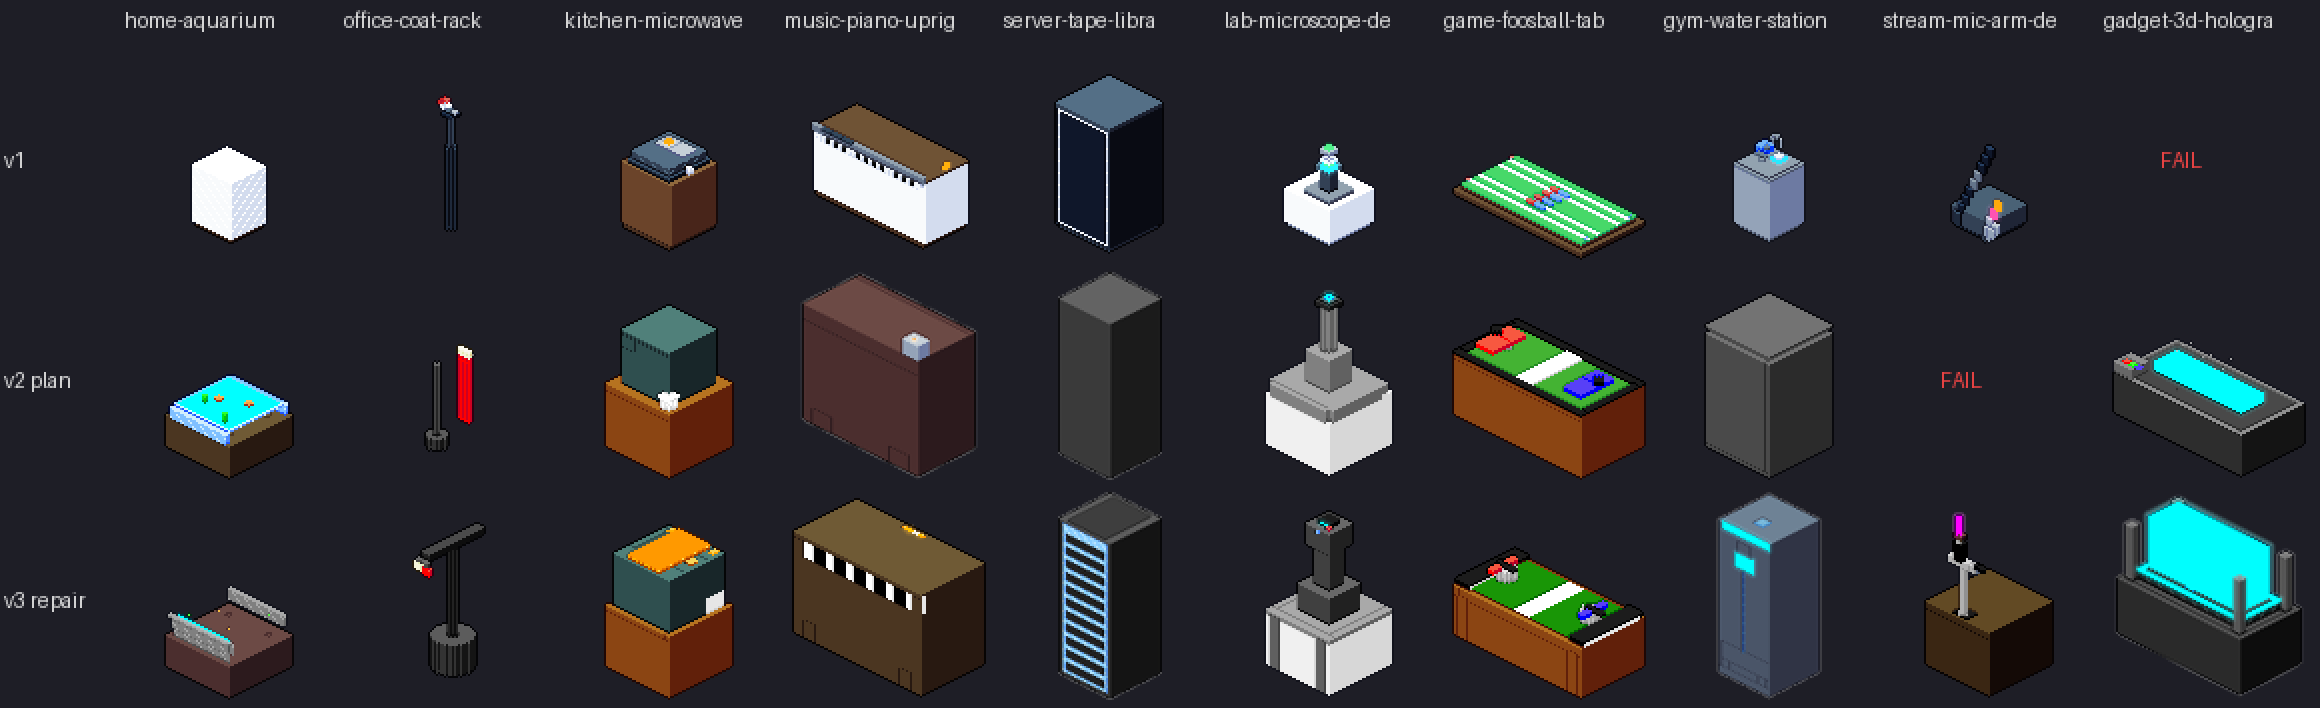 home-aquarium office-coat-rack kitchen-microwave music-piano-uprig server-tape-libra lab-microscope-de game-foosball-tab gym-water-station stream-mic-arm-de gadget-3d-hologra
v1 FAIL
v2 plan FAIL
v3 repair